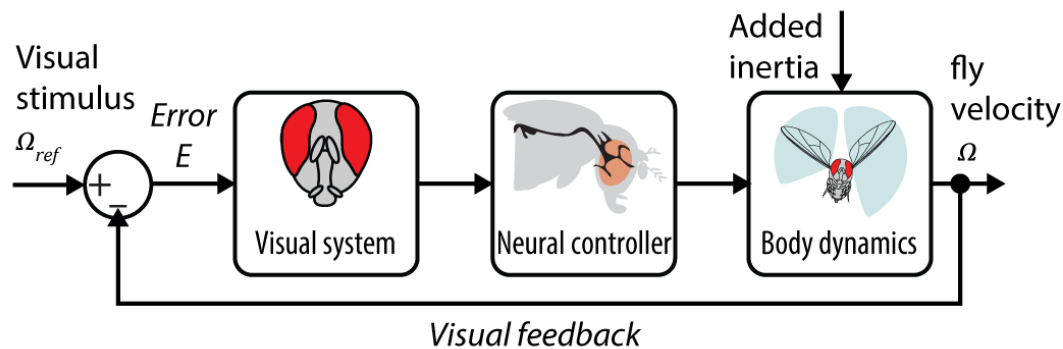 Visual
stimulus
Ω_ref
+
−
Error
E
Visual system
Neural controller
Added
inertia
Body dynamics
fly
velocity
Ω
Visual feedback